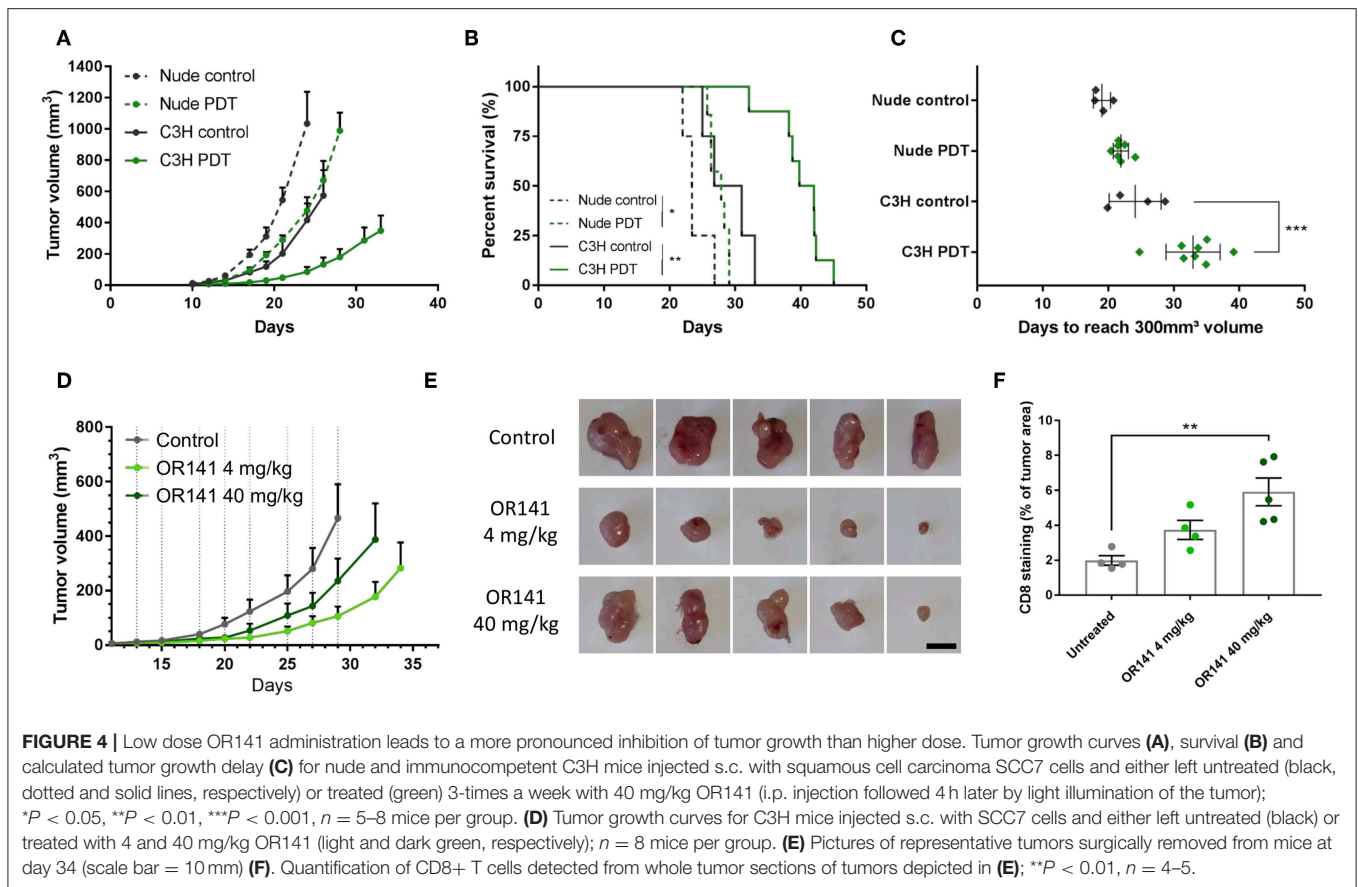 A
Tumor volume (mm³)
1400
1200
1000
800
600
400
200
0
Nude control
Nude PDT
C3H control
C3H PDT
0 10 20 30 40
Days
B
Percent survival (%)
100
75
50
25
0
Nude control
Nude PDT
*
C3H control
C3H PDT
**
0 10 20 30 40 50
Days
C
Nude control
Nude PDT
C3H control
C3H PDT
***
0 10 20 30 40 50
Days to reach 300mm³ volume
D
Tumor volume (mm³)
800
600
400
200
0
Control
OR141 4 mg/kg
OR141 40 mg/kg
15 20 25 30 35
Days
E
Control
OR141
4 mg/kg
OR141
40 mg/kg
F
CD8 staining (% of tumor area)
10
8
6
4
2
0
**
Untreated
OR141 4 mg/kg
OR141 40 mg/kg
FIGURE 4 | Low dose OR141 administration leads to a more pronounced inhibition of tumor growth than higher dose. Tumor growth curves (A), survival (B) and
calculated tumor growth delay (C) for nude and immunocompetent C3H mice injected s.c. with squamous cell carcinoma SCC7 cells and either left untreated (black,
dotted and solid lines, respectively) or treated (green) 3-times a week with 40 mg/kg OR141 (i.p. injection followed 4 h later by light illumination of the tumor);
*P < 0.05, **P < 0.01, ***P < 0.001, n = 5–8 mice per group. (D) Tumor growth curves for C3H mice injected s.c. with SCC7 cells and either left untreated (black) or
treated with 4 and 40 mg/kg OR141 (light and dark green, respectively); n = 8 mice per group. (E) Pictures of representative tumors surgically removed from mice at
day 34 (scale bar = 10 mm) (F). Quantification of CD8+ T cells detected from whole tumor sections of tumors depicted in (E); **P < 0.01, n = 4–5.